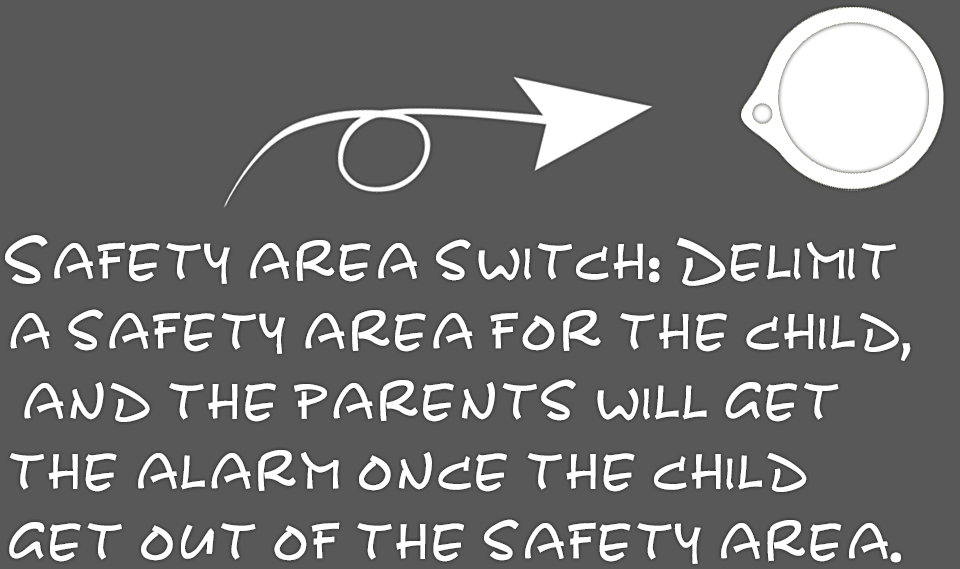 Safety area switch: Delimit
a safety area for the child,
and the parents will get
the alarm once the child
get out of the safety area.